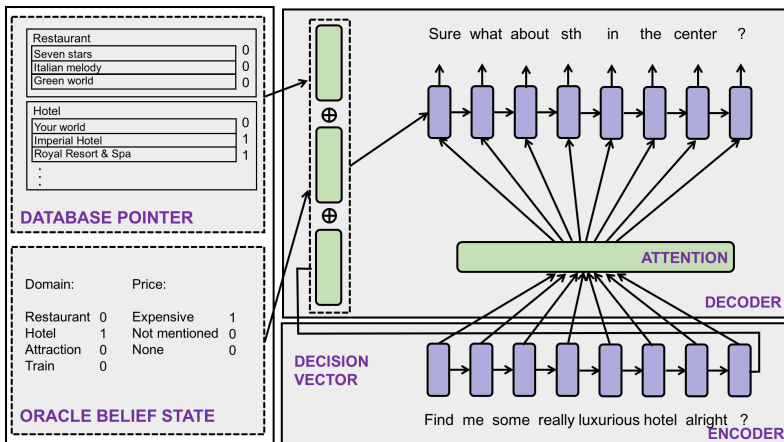 Restaurant
Seven stars 0
Italian melody 0
Green world 0
Hotel
Your world 0
Imperial Hotel 1
Royal Resort & Spa 1
.
.
.
DATABASE POINTER
Domain: Price:
Restaurant 0 Expensive 1
Hotel 1 Not mentioned 0
Attraction 0 None 0
Train 0
ORACLE BELIEF STATE
Sure what about sth in the center ?
ATTENTION
DECODER
DECISION
VECTOR
Find me some really luxurious hotel alright ?
ENCODER